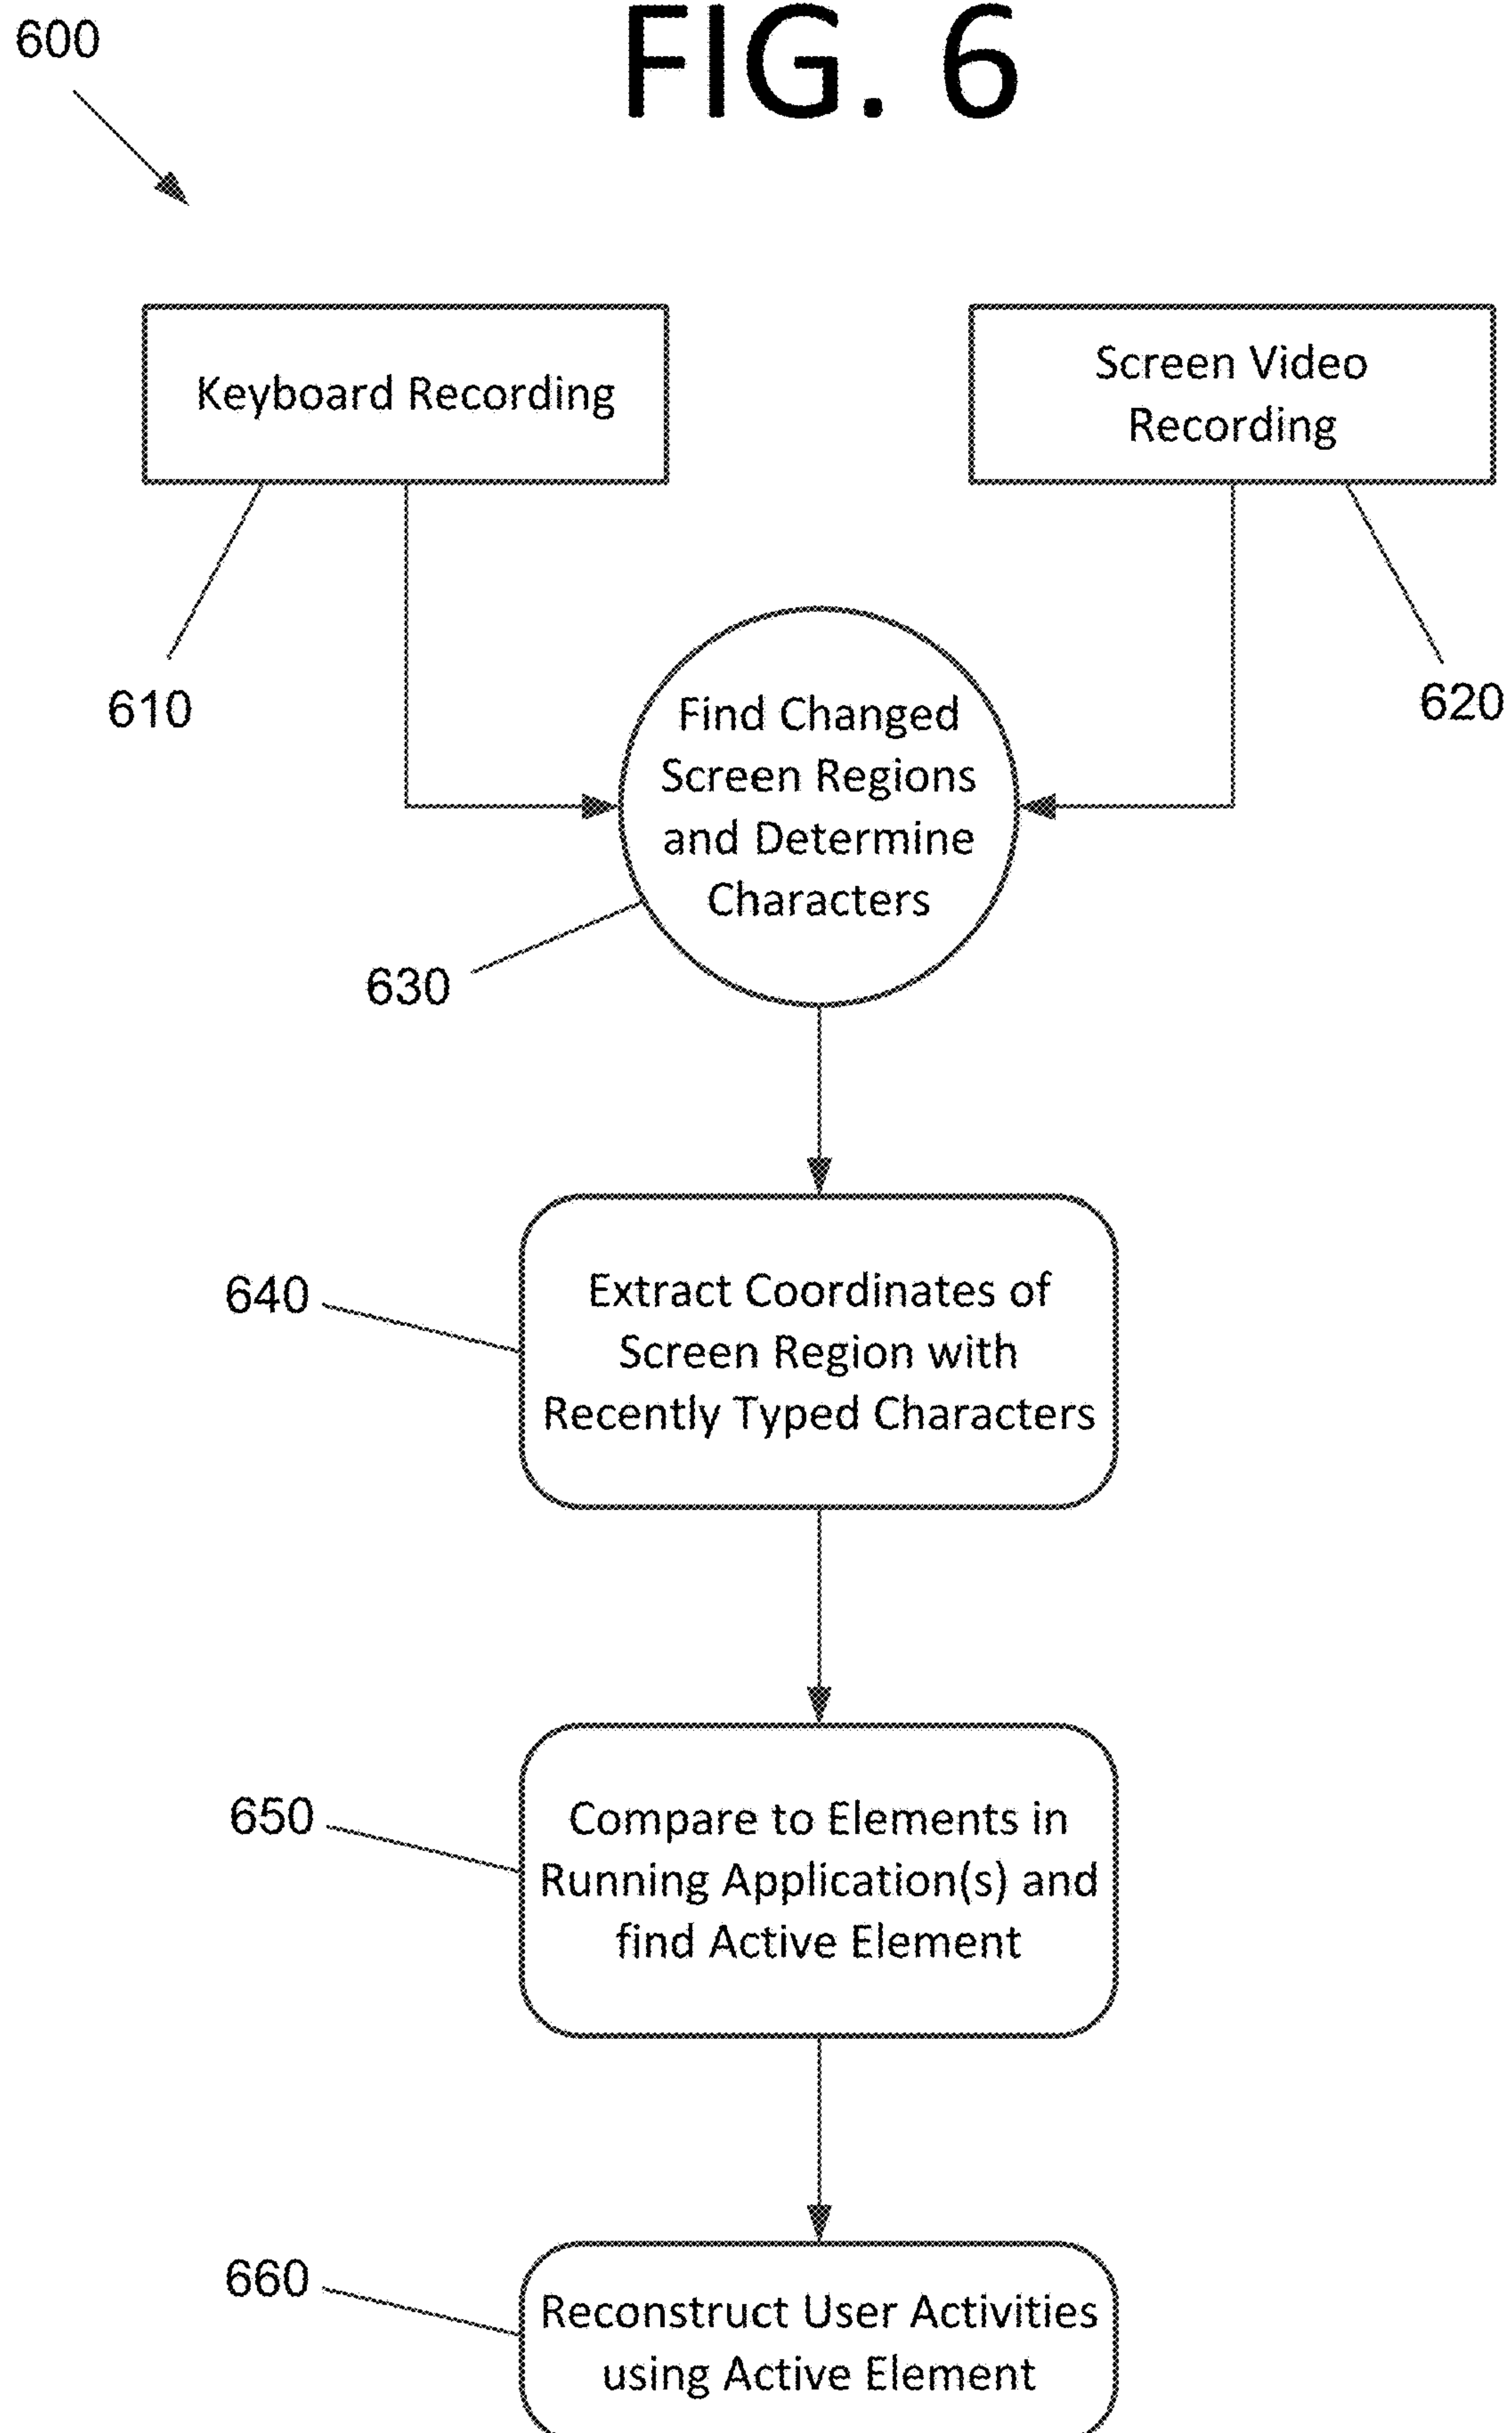 FIG. 6
600
Keyboard Recording
Screen Video
Recording
610
620
Find Changed
Screen Regions
and Determine
Characters
630
640
Extract Coordinates of
Screen Region with
Recently Typed Characters
650
Compare to Elements in
Running Application(s) and
find Active Element
660
Reconstruct User Activities
using Active Element